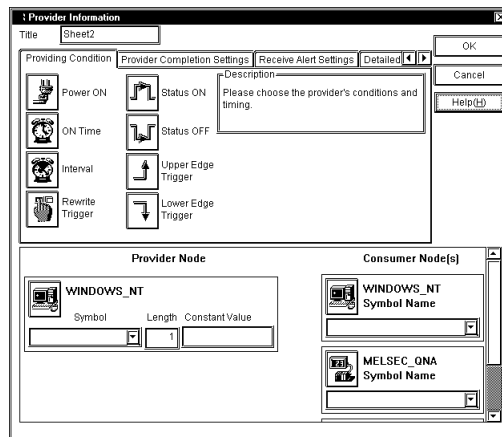 Provider Information
Title Sheet2
OK
Cancel
Help(H)
Providing Condition Provider Completion Settings Receive Alert Settings Detailed
Power ON
ON Time
Interval
Rewrite Trigger
Status ON
Status OFF
Upper Edge Trigger
Lower Edge Trigger
Description
Please choose the provider's conditions and
timing.
Provider Node
WINDOWS_NT
Symbol Length Constant Value
1
Consumer Node(s)
WINDOWS_NT
Symbol Name
MELSEC_QNA
Symbol Name